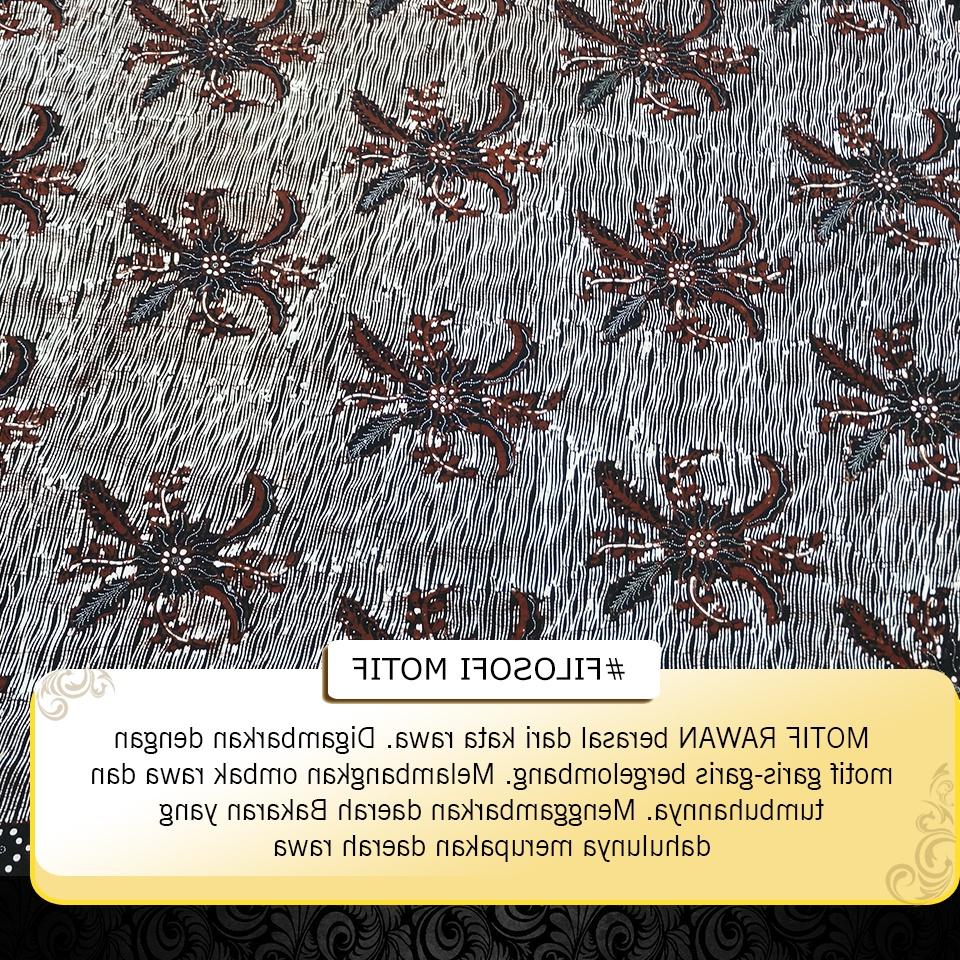 #FILOSOFI MOTIF
MOTIF RAWAN berasal dari kata rawa. Digambarkan dengan
motif garis-garis bergelombang. Melambangkan ombak rawa dan
tumbuhannya. Menggambarkan daerah Bakaran yang
dahulunya merupakan daerah rawa